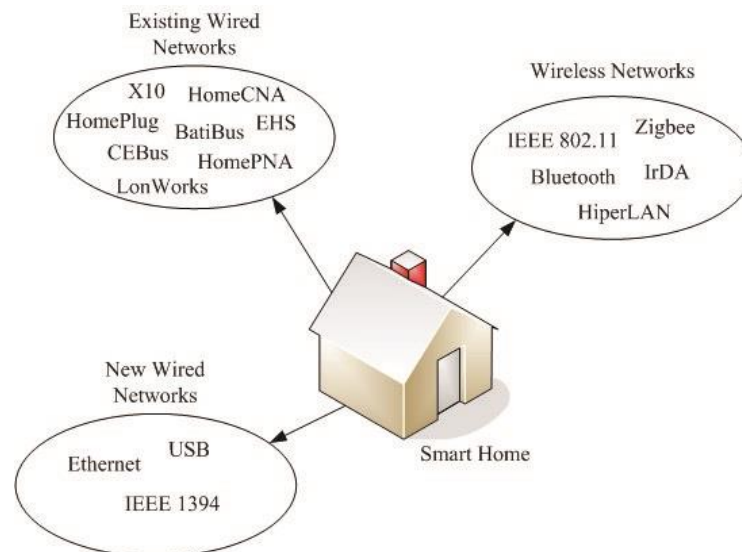 Existing Wired
Networks
X10 HomeCNA
HomePlug BatiBus EHS
CEBus HomePNA
LonWorks
Wireless Networks
IEEE 802.11 Zigbee
Bluetooth IrDA
HiperLAN
New Wired
Networks
Ethernet USB
IEEE 1394
Smart Home